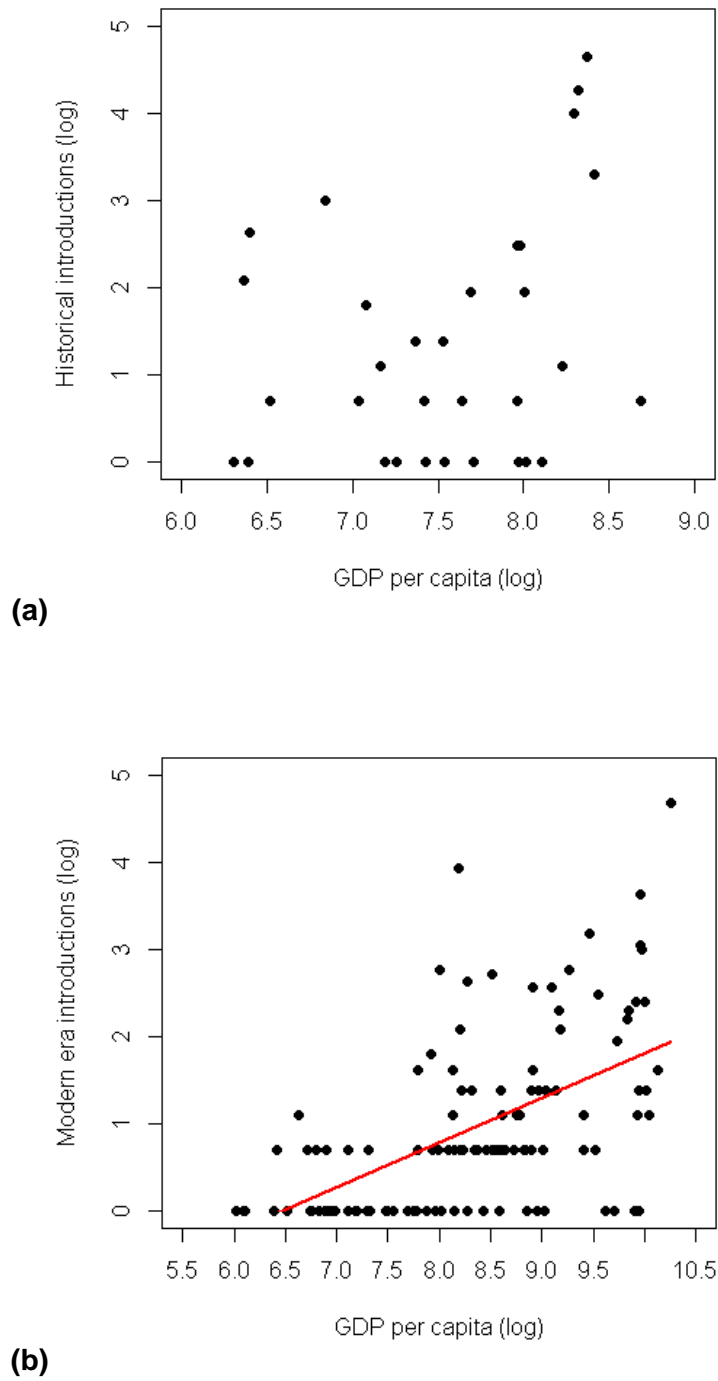 Historical introductions (log)
5
4
3
2
1
0
6.0 6.5 7.0 7.5 8.0 8.5 9.0
GDP per capita (log)
(a)
Modern era introductions (log)
5
4
3
2
1
0
5.5 6.0 6.5 7.0 7.5 8.0 8.5 9.0 9.5 10.5
GDP per capita (log)
(b)